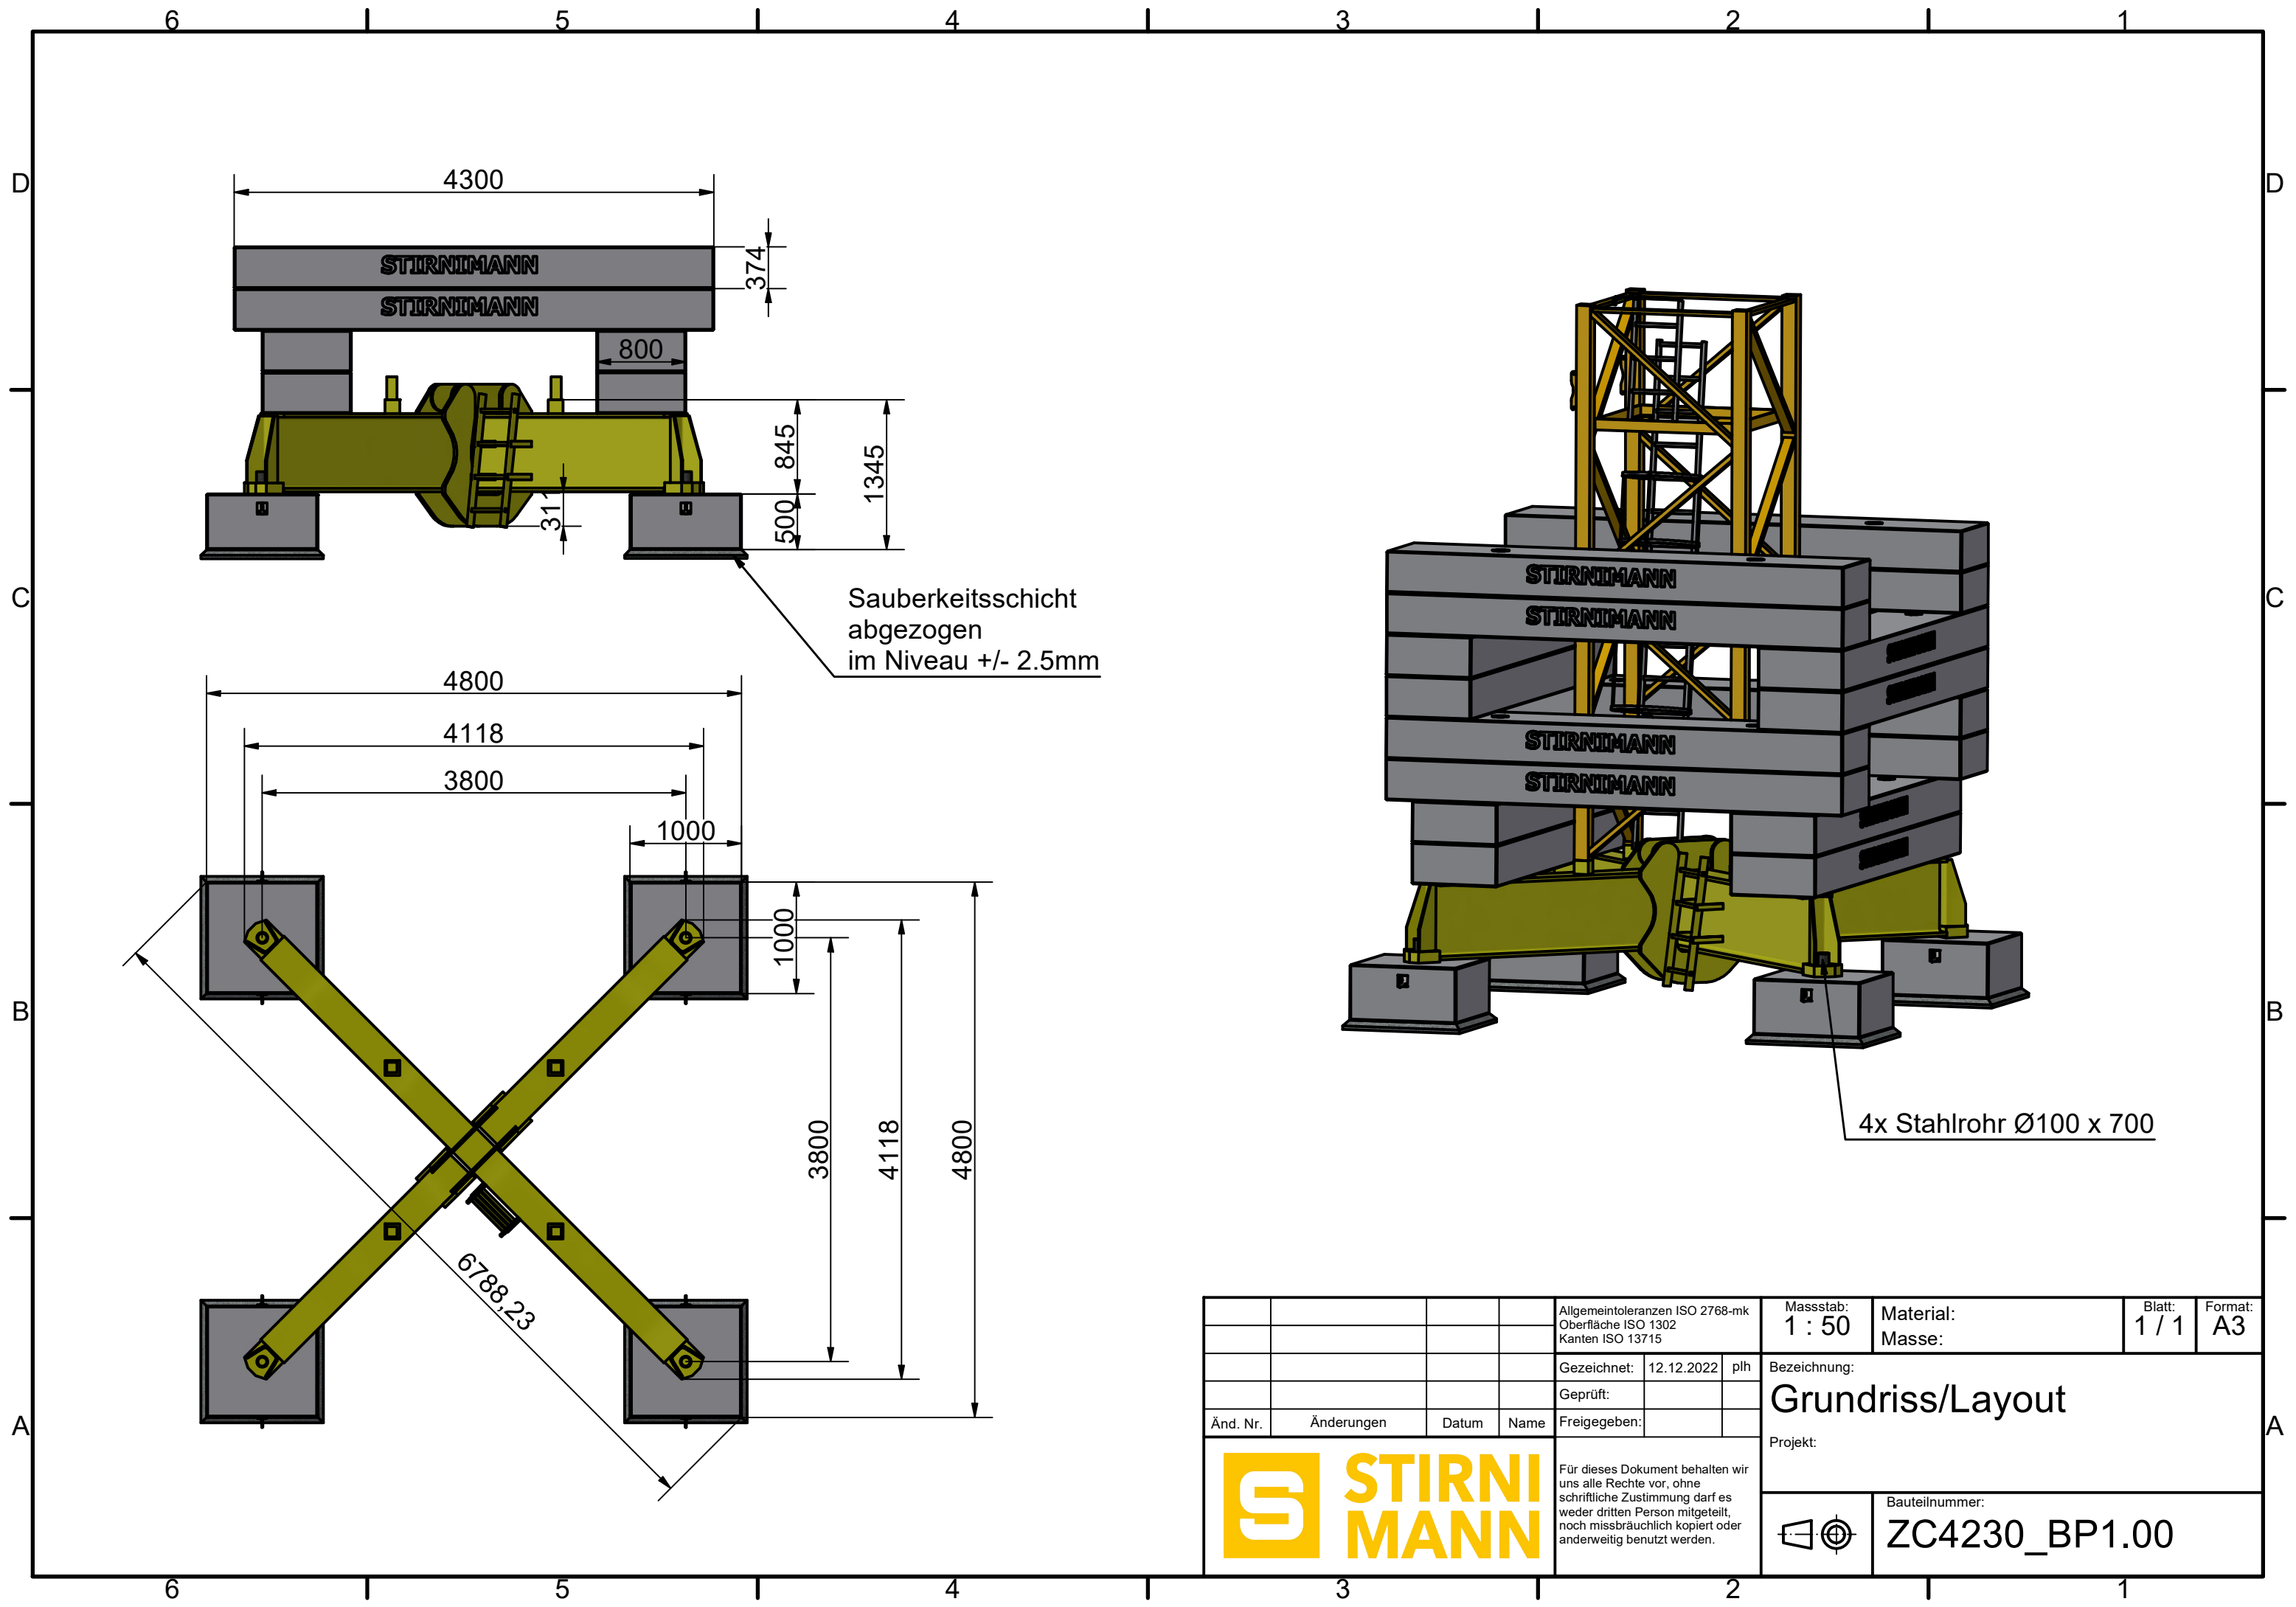 6 5 4 3 2 1
D
D
4300
374
STIRNIMANN
STIRNIMANN
800
845
1345
311
500
C
C
Sauberkeitsschicht
abgezogen
im Niveau +/- 2.5mm
STIRNIMANN
STIRNIMANN
STIRNIMANN
STIRNIMANN
4800
4118
3800
1000
1000
3800
4118
4800
6788,23
B
B
4x Stahlrohr Ø100 x 700
A
A
Allgemeintoleranzen ISO 2768-mk
Oberfläche ISO 1302
Kanten ISO 13715
Massstab:
1 : 50
Material:
Masse:
Blatt:
1 / 1
Format:
A3
Gezeichnet: 12.12.2022 plh
Geprüft:
Freigegeben:
Änd. Nr. Änderungen Datum Name
Bezeichnung:
Grundriss/Layout
Projekt:
STIRNI
MANN
Für dieses Dokument behalten wir
uns alle Rechte vor, ohne
schriftliche Zustimmung darf es
weder dritten Person mitgeteilt,
noch missbräuchlich kopiert oder
anderweitig benutzt werden.
Bauteilnummer:
ZC4230_BP1.00
6 5 4 3 2 1